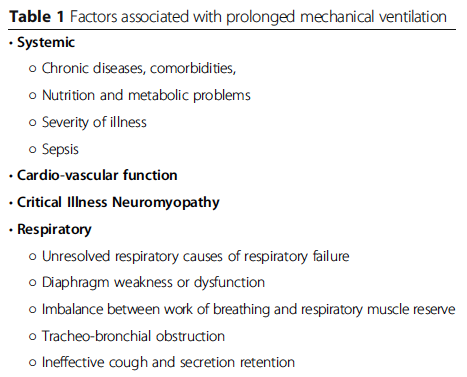 Table 1 Factors associated with prolonged mechanical ventilation
• Systemic
○ Chronic diseases, comorbidities,
○ Nutrition and metabolic problems
○ Severity of illness
○ Sepsis
• Cardio-vascular function
• Critical Illness Neuromyopathy
• Respiratory
○ Unresolved respiratory causes of respiratory failure
○ Diaphragm weakness or dysfunction
○ Imbalance between work of breathing and respiratory muscle reserve
○ Tracheo-bronchial obstruction
○ Ineffective cough and secretion retention